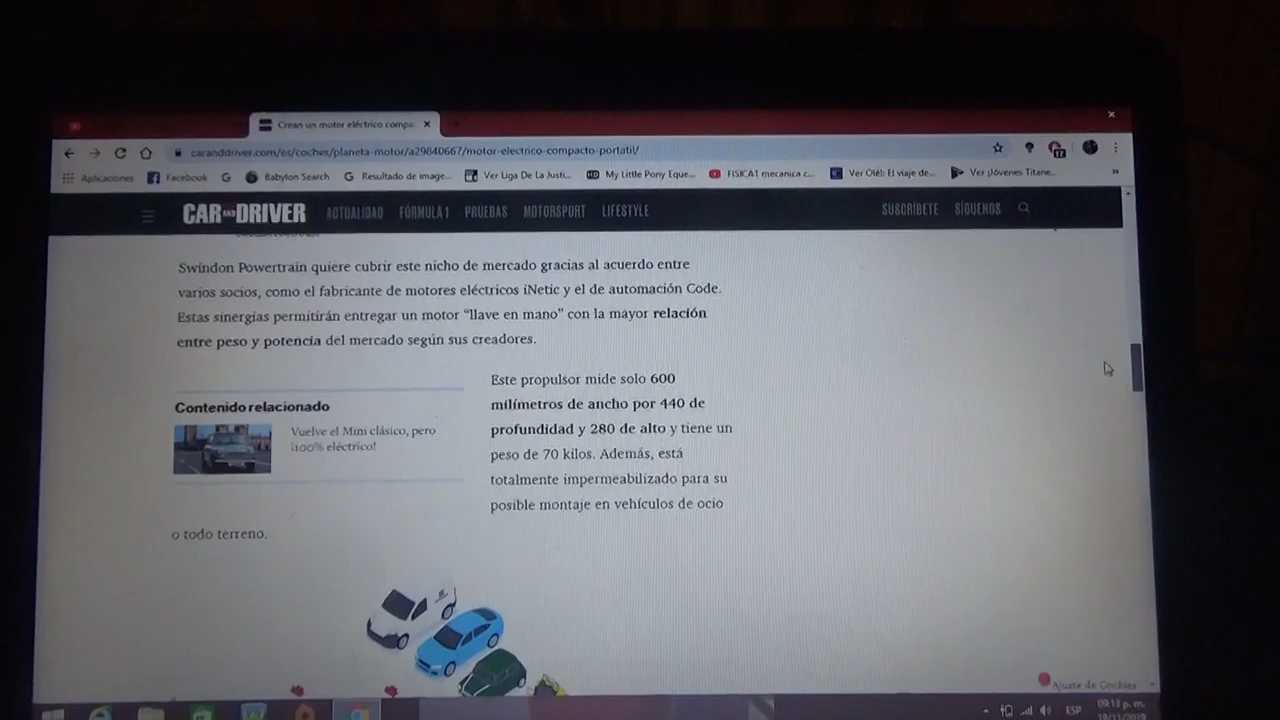 Crean un motor eléctrico compa
caranddriver.com/es/coches/planeta-motor/a29840667/motor-electrico-compacto-portatil/
17
Aplicaciones Facebook Babylon Search Resultado de image... Ver Liga De La Justi... My Little Pony Eque... FISICA1 mecanica c... Ver Olé!: El viaje de... Ver ¡Jóvenes Titane...
CAR AND DRIVER ACTUALIDAD FÓRMULA 1 PRUEBAS MOTORSPORT LIFESTYLE SUSCRÍBETE SÍGUENOS
Swindon Powertrain quiere cubrir este nicho de mercado gracias al acuerdo entre
varios socios, como el fabricante de motores eléctricos iNetic y el de automación Code.
Estas sinergias permitirán entregar un motor “llave en mano” con la mayor relación
entre peso y potencia del mercado según sus creadores.
Contenido relacionado
Vuelve el Mini clásico, pero
¡100% eléctrico!
Este propulsor mide solo 600
milímetros de ancho por 440 de
profundidad y 280 de alto y tiene un
peso de 70 kilos. Además, está
totalmente impermeabilizado para su
posible montaje en vehículos de ocio
o todo terreno.
Ajuste de Cookies
ESP 09:13 p. m.
19/11/2019